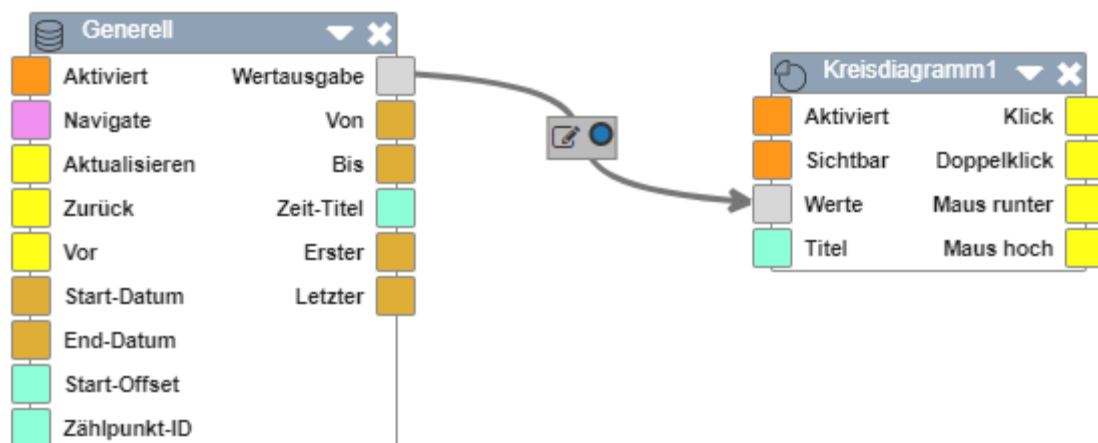 Generell
Aktiviert Wertausgabe
Navigate Von
Aktualisieren Bis
Zurück Zeit-Titel
Vor Erster
Start-Datum Letzter
End-Datum
Start-Offset
Zählpunkt-ID
Kreisdiagramm1
Aktiviert Klick
Sichtbar Doppelklick
Werte Maus runter
Titel Maus hoch